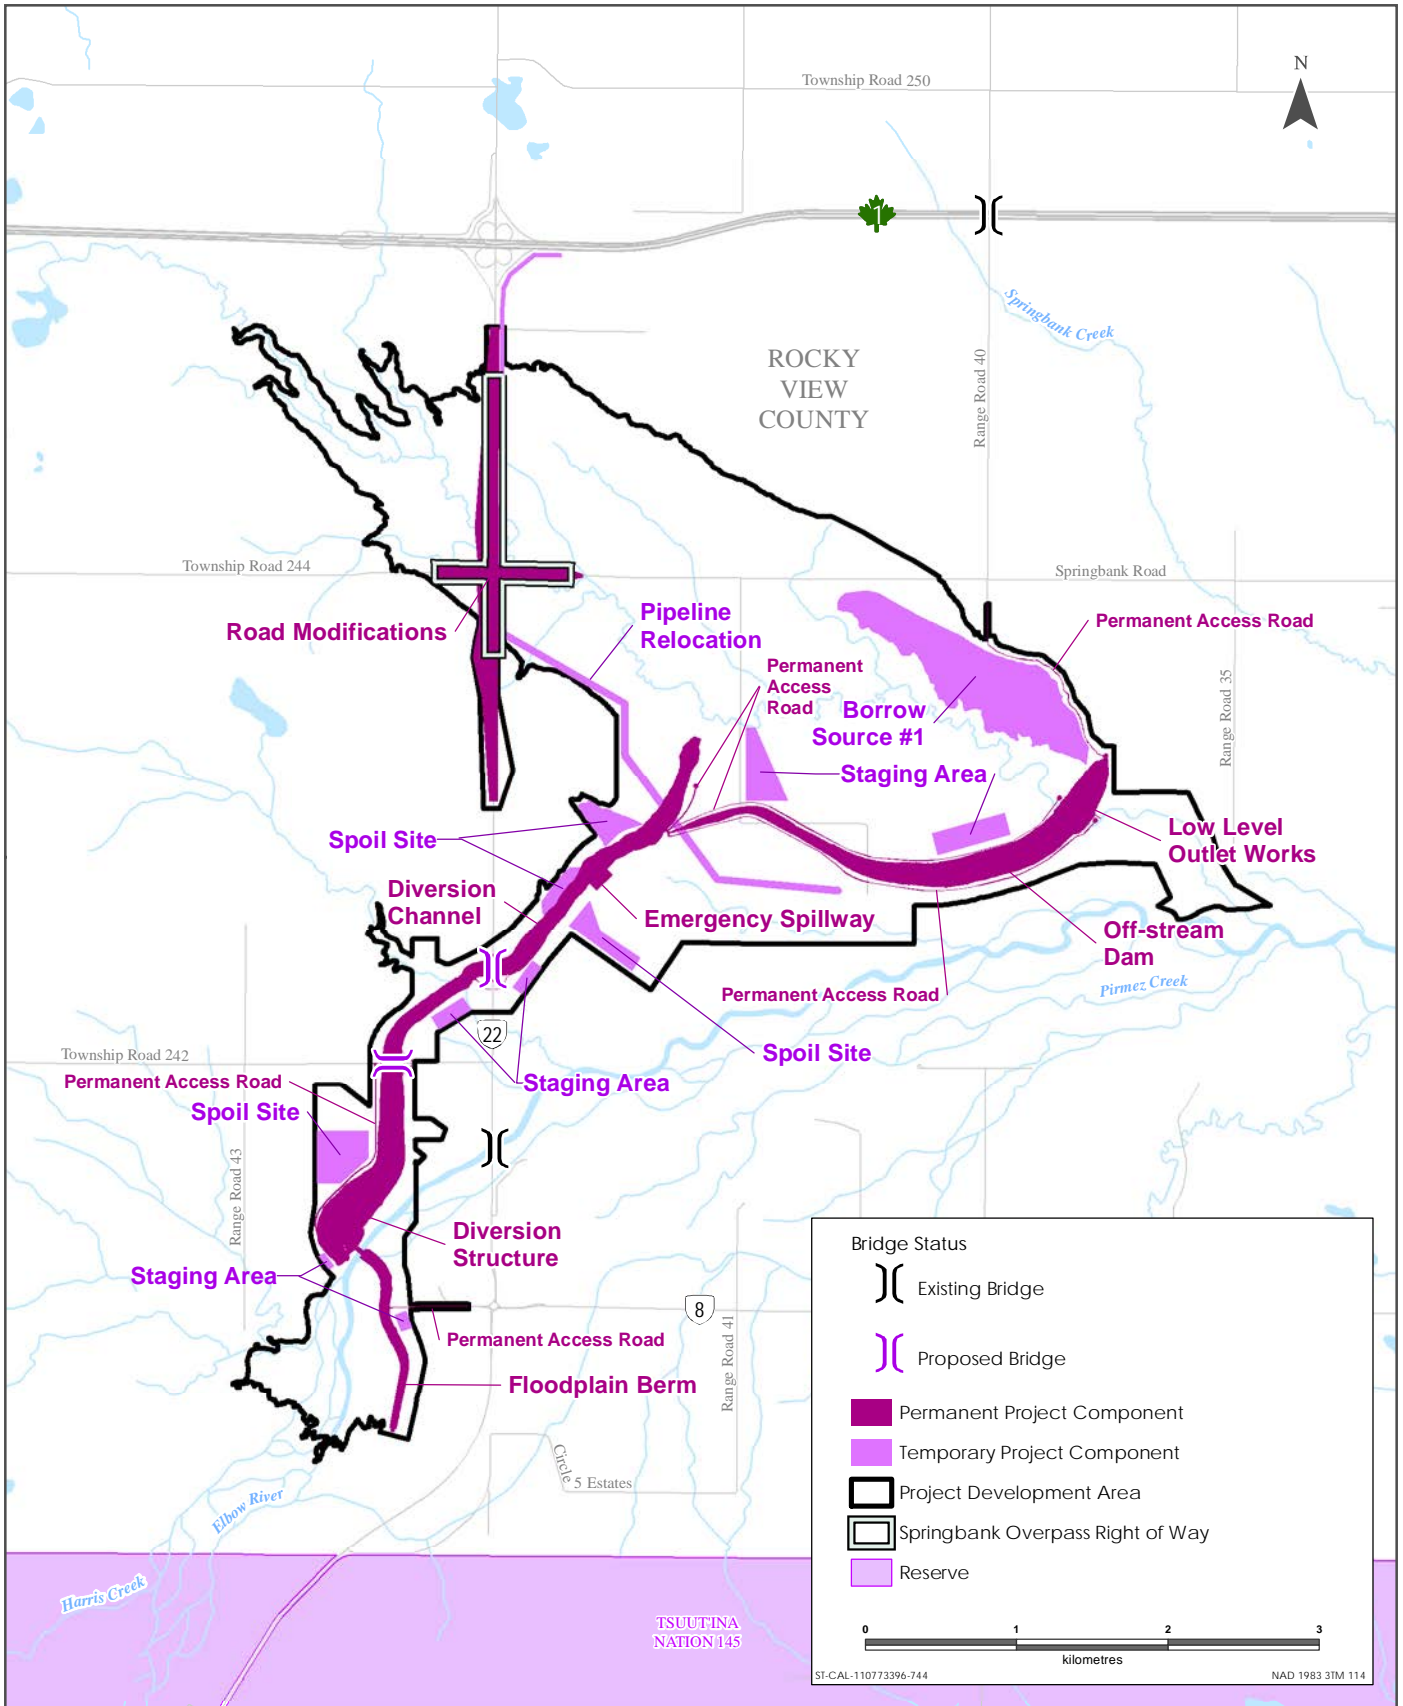 Township Road 250
N
1
Springbank Creek
ROCKY
VIEW
COUNTY
Range Road 40
Township Road 244
Springbank Road
Road Modifications
Pipeline
Relocation
Permanent Access Road
Permanent
Access
Road
Borrow
Source #1
Range Road 35
Staging Area
Spoil Site
Low Level
Outlet Works
Diversion
Channel
Emergency Spillway
Off-stream
Dam
Permanent Access Road
Pirmez Creek
22
Township Road 242
Spoil Site
Permanent Access Road
Staging Area
Spoil Site
Range Road 43
Diversion
Structure
Staging Area
8
Permanent Access Road
Range Road 41
Floodplain Berm
Circle 5 Estates
Elbow River
Harris Creek
TSUUT'INA
NATION 145
Bridge Status
Existing Bridge
Proposed Bridge
Permanent Project Component
Temporary Project Component
Project Development Area
Springbank Overpass Right of Way
Reserve
0 1 2 3
kilometres
ST-CAL-110773396-744
NAD 1983 3TM 114